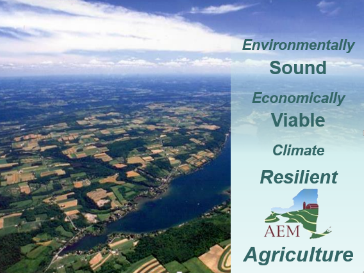 Environmentally
Sound
Economically
Viable
Climate
Resilient
AEM
Agriculture